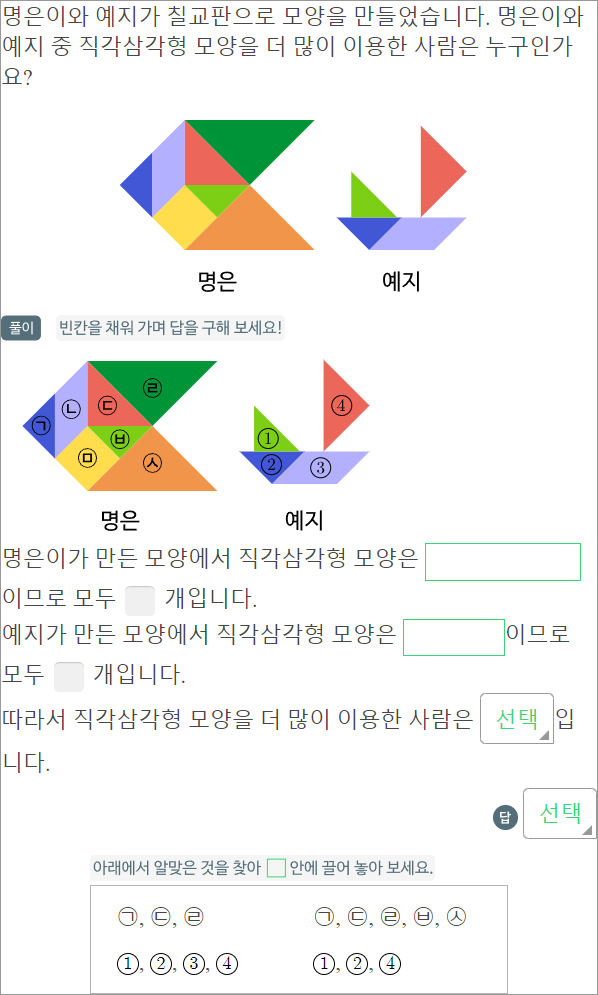 명은이와 예지가 칠교판으로 모양을 만들었습니다. 명은이와
예지 중 직각삼각형 모양을 더 많이 이용한 사람은 누구인가
요?
명은 예지
풀이 빈칸을 채워 가며 답을 구해 보세요!
㉠ ㉡ ㉢ ㉣ ㉤ ㉥ ㉦ ① ② ③ ④
명은 예지
명은이가 만든 모양에서 직각삼각형 모양은
이므로 모두 개입니다.
예지가 만든 모양에서 직각삼각형 모양은 이므로
모두 개입니다.
따라서 직각삼각형 모양을 더 많이 이용한 사람은 선택 입
니다.
답 선택
아래에서 알맞은 것을 찾아 안에 끌어 놓아 보세요.
㉠, ㉢, ㉣ ㉠, ㉢, ㉣, ㉥, ㉦
①, ②, ③, ④ ①, ②, ④